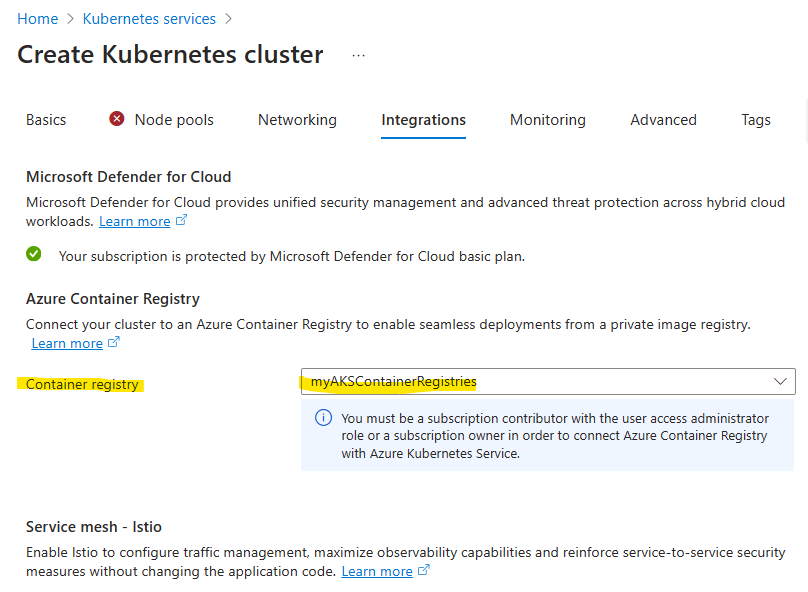 Home > Kubernetes services >
Create Kubernetes cluster ...
Basics Node pools Networking Integrations Monitoring Advanced Tags
Microsoft Defender for Cloud
Microsoft Defender for Cloud provides unified security management and advanced threat protection across hybrid cloud
workloads. Learn more
Your subscription is protected by Microsoft Defender for Cloud basic plan.
Azure Container Registry
Connect your cluster to an Azure Container Registry to enable seamless deployments from a private image registry.
Learn more
Container registry myAKSContainerRegistries
You must be a subscription contributor with the user access administrator
role or a subscription owner in order to connect Azure Container Registry
with Azure Kubernetes Service.
Service mesh - Istio
Enable Istio to configure traffic management, maximize observability capabilities and reinforce service-to-service security
measures without changing the application code. Learn more